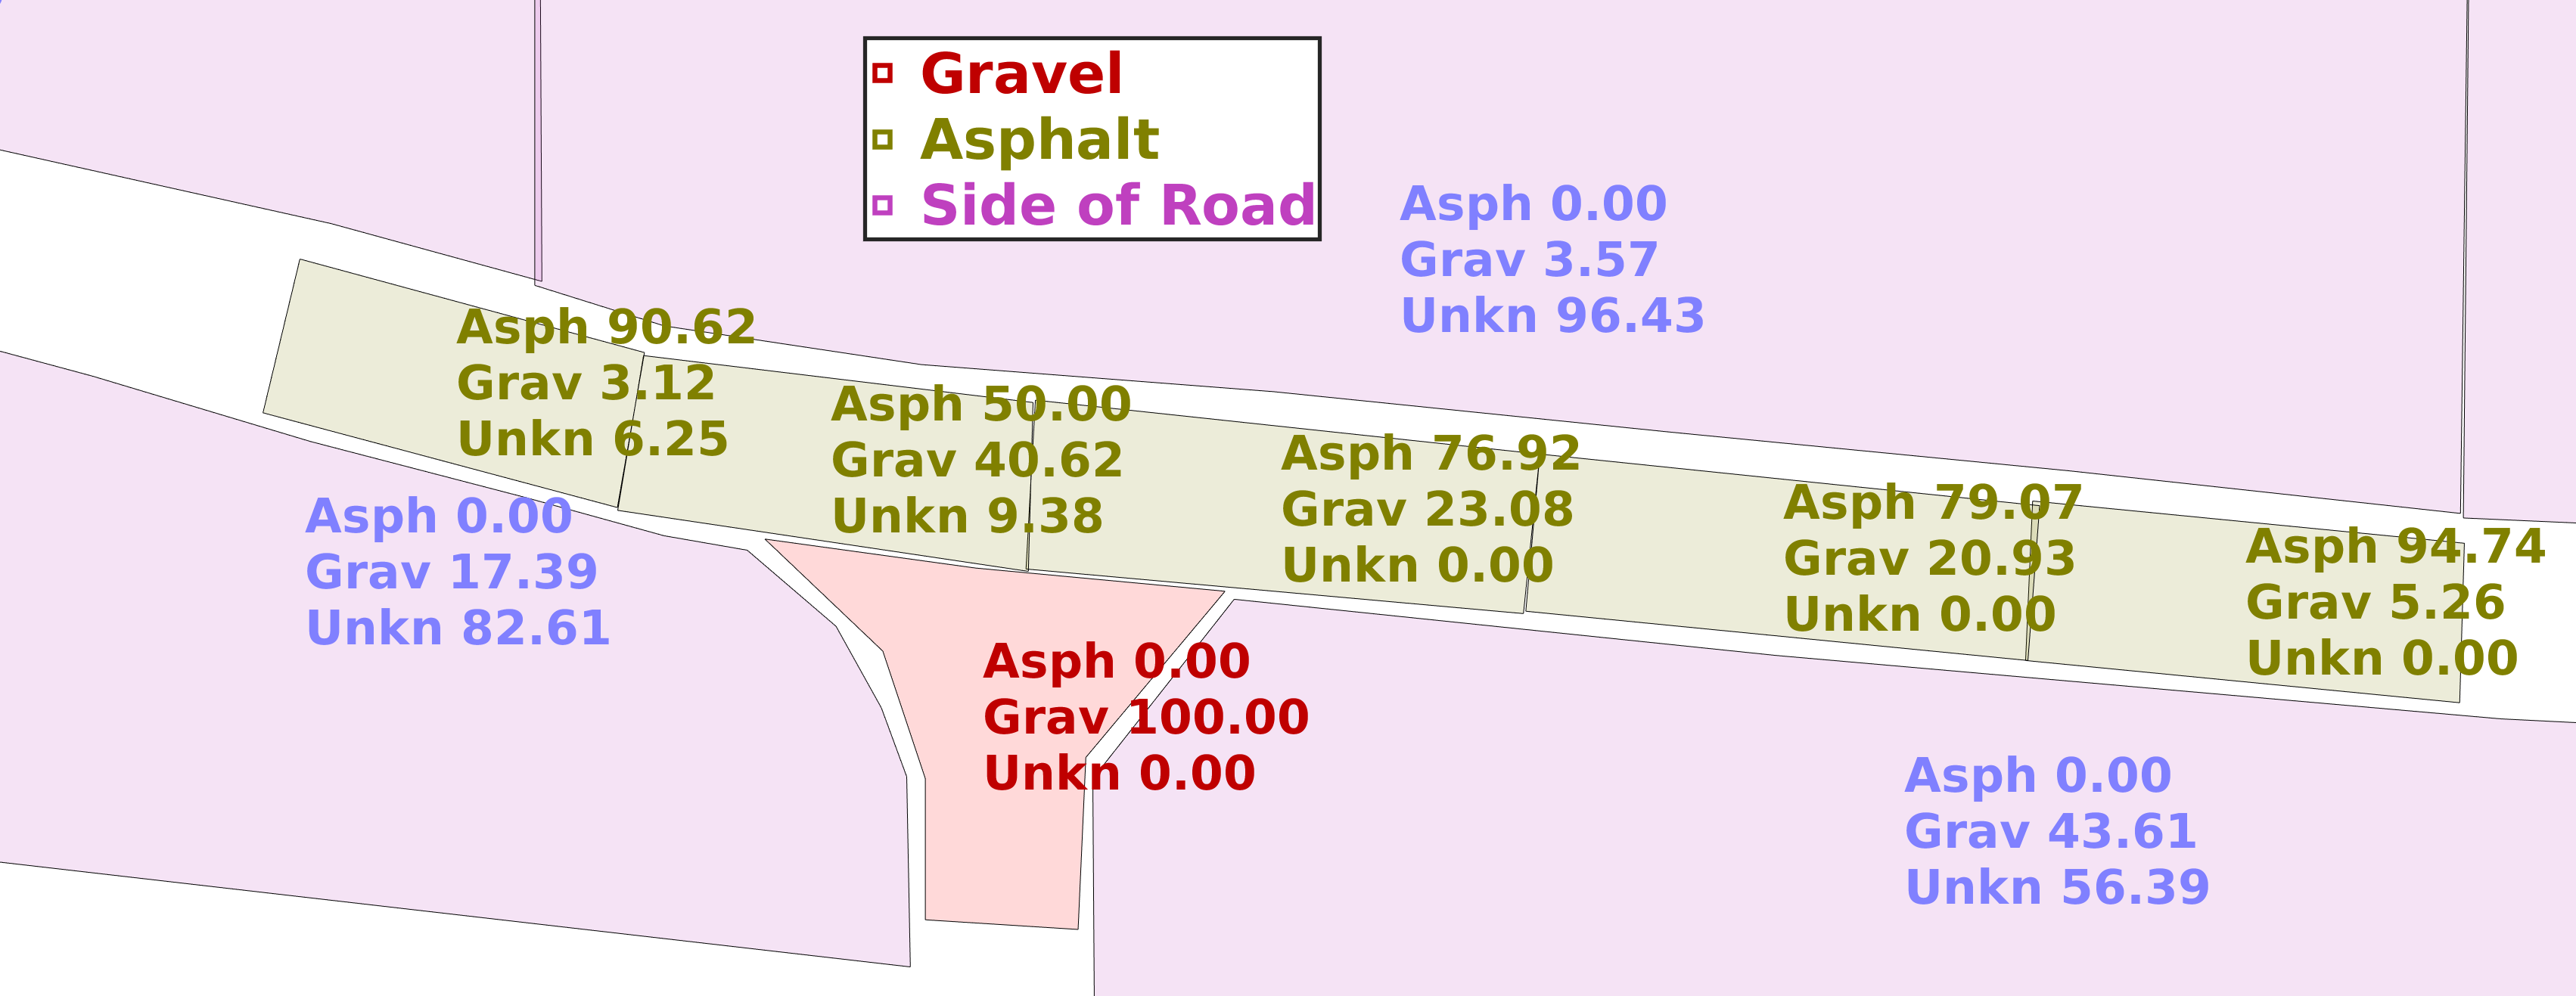 Gravel
Asphalt
Side of Road
Asph 0.00
Grav 3.57
Unkn 96.43
Asph 90.62
Grav 3.12
Unkn 6.25
Asph 50.00
Grav 40.62
Unkn 9.38
Asph 76.92
Grav 23.08
Unkn 0.00
Asph 79.07
Grav 20.93
Unkn 0.00
Asph 94.74
Grav 5.26
Unkn 0.00
Asph 0.00
Grav 17.39
Unkn 82.61
Asph 0.00
Grav 100.00
Unkn 0.00
Asph 0.00
Grav 43.61
Unkn 56.39